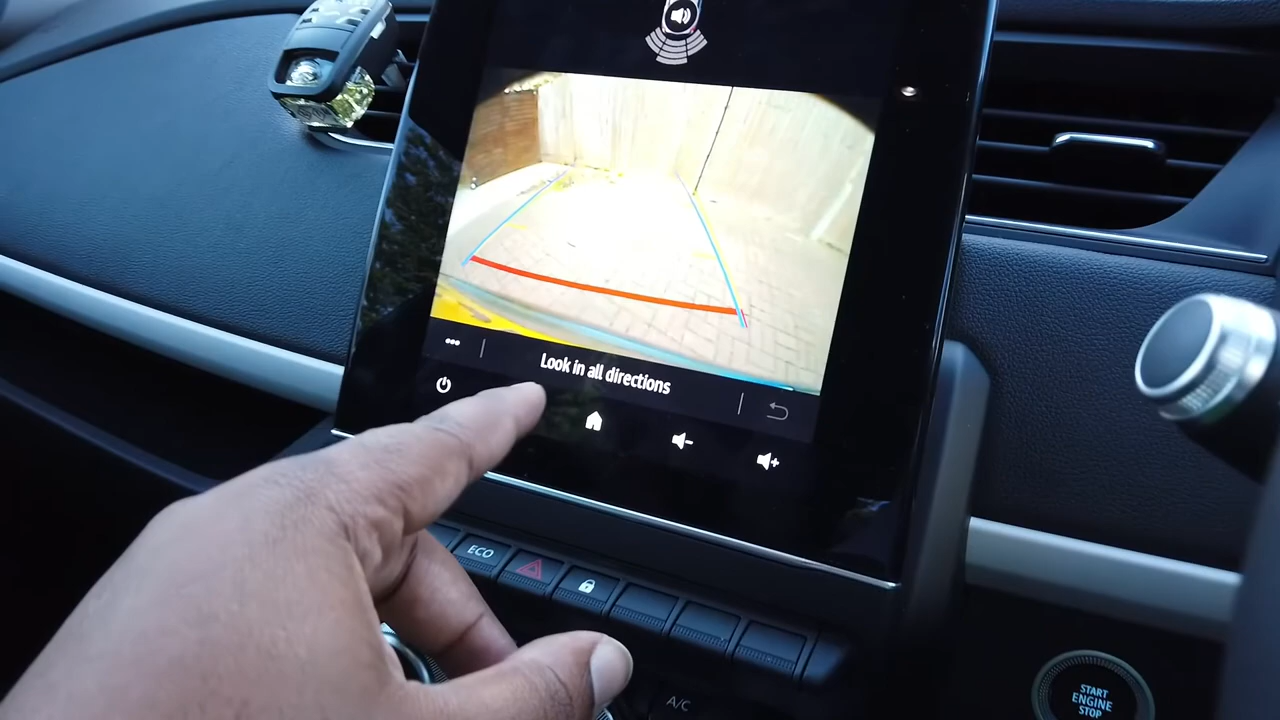 Look in all directions
ECO
A/C
START
ENGINE
STOP